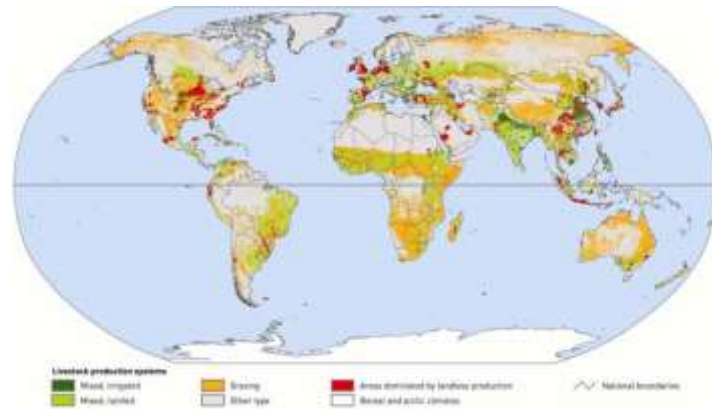 Livestock production systems
Mixed, irrigated
Mixed, rainfed
Grazing
Other type
Areas dominated by landless production
Boreal and arctic climates
National boundaries